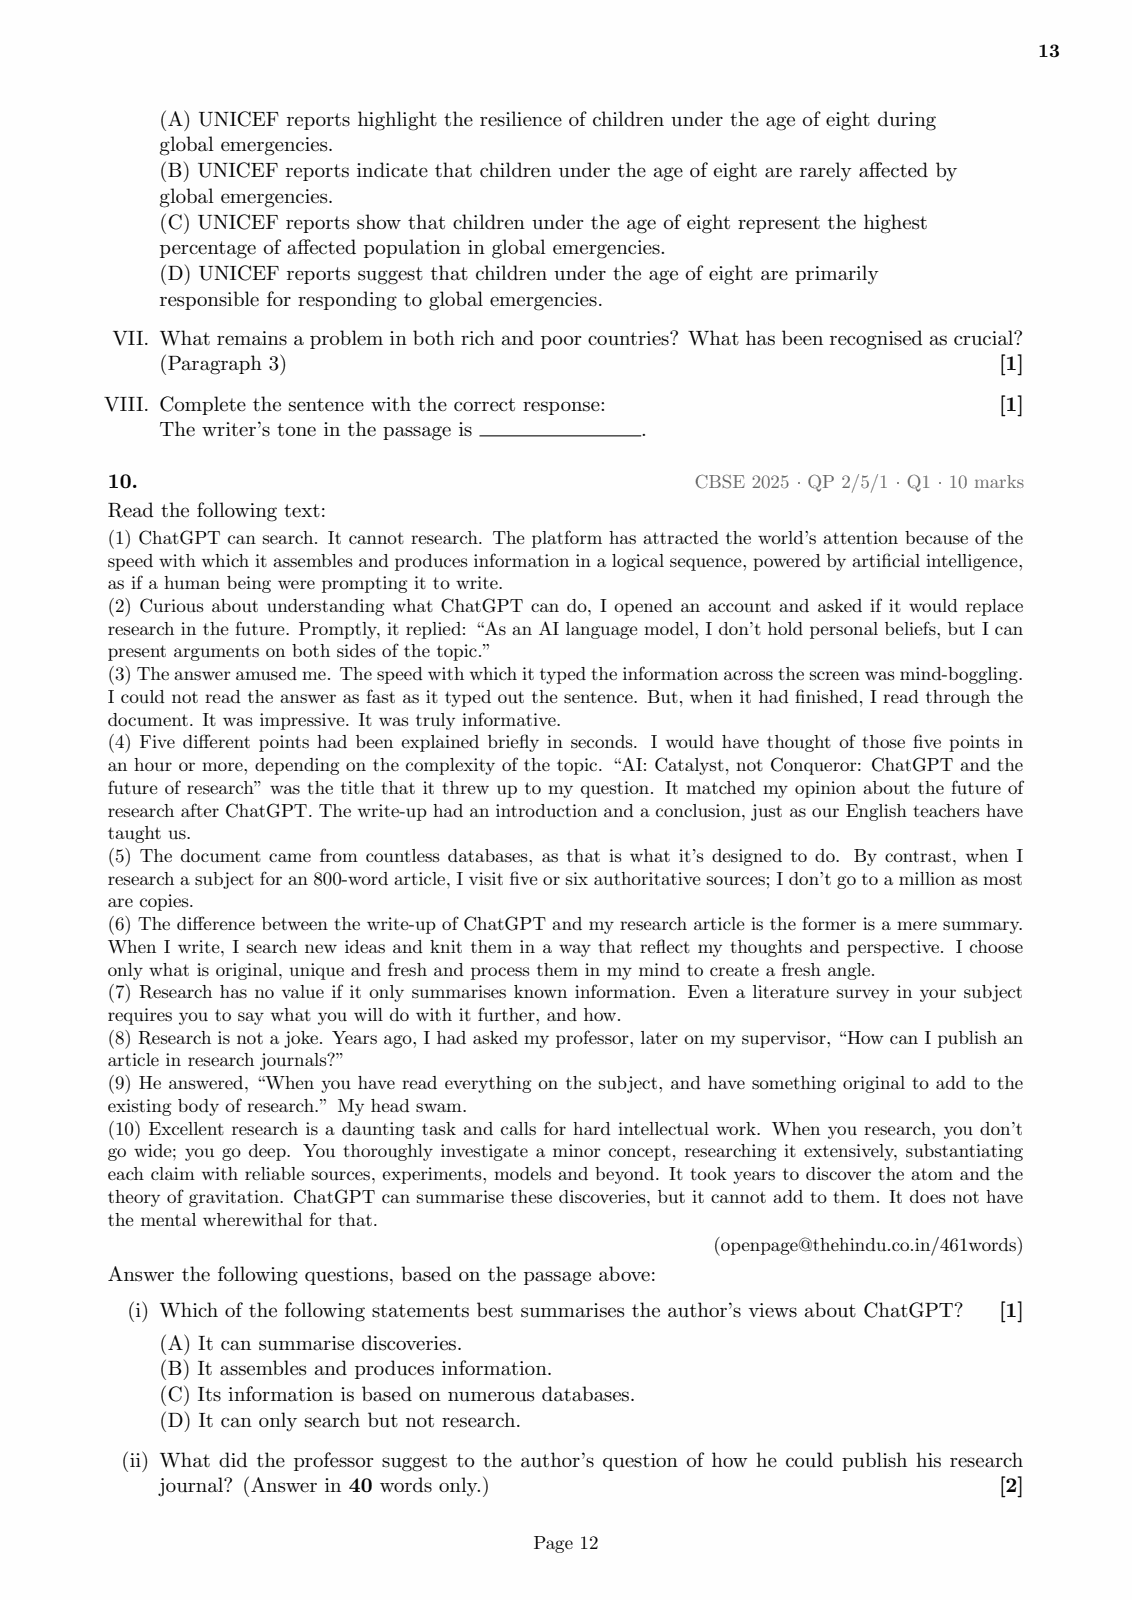 13
(A) UNICEF reports highlight the resilience of children under the age of eight during
global emergencies.
(B) UNICEF reports indicate that children under the age of eight are rarely affected by
global emergencies.
(C) UNICEF reports show that children under the age of eight represent the highest
percentage of affected population in global emergencies.
(D) UNICEF reports suggest that children under the age of eight are primarily
responsible for responding to global emergencies.
VII. What remains a problem in both rich and poor countries? What has been recognised as crucial?
(Paragraph 3) [1]
VIII. Complete the sentence with the correct response: [1]
The writer's tone in the passage is _______________.
10. CBSE 2025 · QP 2/5/1 · Q1 · 10 marks
Read the following text:
(1) ChatGPT can search. It cannot research. The platform has attracted the world's attention because of the
speed with which it assembles and produces information in a logical sequence, powered by artificial intelligence,
as if a human being were prompting it to write.
(2) Curious about understanding what ChatGPT can do, I opened an account and asked if it would replace
research in the future. Promptly, it replied: “As an AI language model, I don't hold personal beliefs, but I can
present arguments on both sides of the topic.”
(3) The answer amused me. The speed with which it typed the information across the screen was mind-boggling.
I could not read the answer as fast as it typed out the sentence. But, when it had finished, I read through the
document. It was impressive. It was truly informative.
(4) Five different points had been explained briefly in seconds. I would have thought of those five points in
an hour or more, depending on the complexity of the topic. “AI: Catalyst, not Conqueror: ChatGPT and the
future of research” was the title that it threw up to my question. It matched my opinion about the future of
research after ChatGPT. The write-up had an introduction and a conclusion, just as our English teachers have
taught us.
(5) The document came from countless databases, as that is what it's designed to do. By contrast, when I
research a subject for an 800-word article, I visit five or six authoritative sources; I don't go to a million as most
are copies.
(6) The difference between the write-up of ChatGPT and my research article is the former is a mere summary.
When I write, I search new ideas and knit them in a way that reflect my thoughts and perspective. I choose
only what is original, unique and fresh and process them in my mind to create a fresh angle.
(7) Research has no value if it only summarises known information. Even a literature survey in your subject
requires you to say what you will do with it further, and how.
(8) Research is not a joke. Years ago, I had asked my professor, later on my supervisor, “How can I publish an
article in research journals?”
(9) He answered, “When you have read everything on the subject, and have something original to add to the
existing body of research.” My head swam.
(10) Excellent research is a daunting task and calls for hard intellectual work. When you research, you don't
go wide; you go deep. You thoroughly investigate a minor concept, researching it extensively, substantiating
each claim with reliable sources, experiments, models and beyond. It took years to discover the atom and the
theory of gravitation. ChatGPT can summarise these discoveries, but it cannot add to them. It does not have
the mental wherewithal for that.
(openpage@thehindu.co.in/461words)
Answer the following questions, based on the passage above:
(i) Which of the following statements best summarises the author's views about ChatGPT? [1]
(A) It can summarise discoveries.
(B) It assembles and produces information.
(C) Its information is based on numerous databases.
(D) It can only search but not research.
(ii) What did the professor suggest to the author's question of how he could publish his research
journal? (Answer in 40 words only.) [2]
Page 12